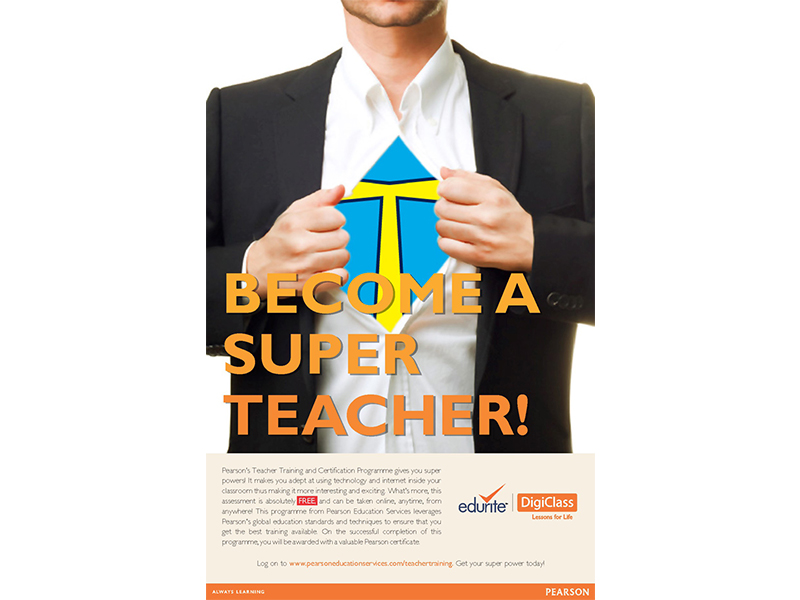 T
BECOME A
SUPER
TEACHER!
Pearson's Teacher Training and Certification Programme gives you super
powers! It makes you adept at using technology and internet inside your
classroom thus making it more interesting and exciting. What's more, this
assessment is absolutely FREE, and can be taken online, anytime, from
anywhere! This programme from Pearson Education Services leverages
Pearson"s global education standards and techniques to ensure that you
get the best training available. On the successful completion of this
programme, you will be awarded with a valuable Pearson certificate.
edurite
DigiClass
Lessons for Life
Log on to www.pearsoneducationservices.com/teachertraining. Get your super power today!
ALWAYS LEARNING
PEARSON